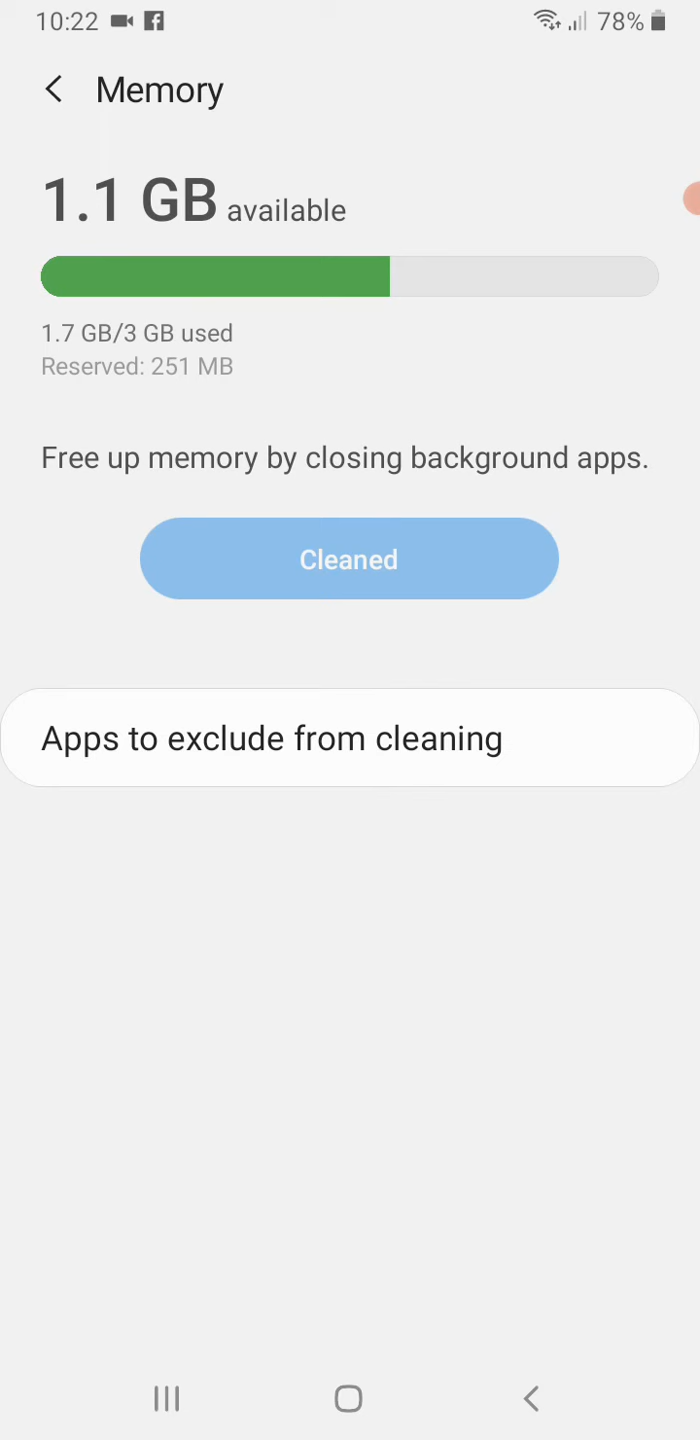 10:22 78%
Memory
1.1 GB available
1.7 GB/3 GB used
Reserved: 251 MB
Free up memory by closing background apps.
Cleaned
Apps to exclude from cleaning